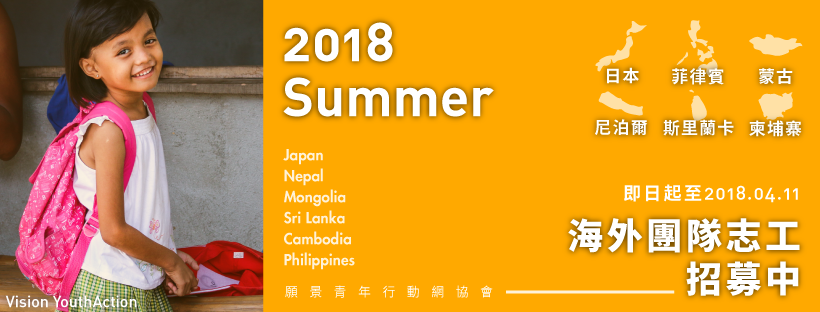 2018
Summer
Japan
Nepal
Mongolia
Sri Lanka
Cambodia
Philippines
願景青年行動網協會
日本 菲律賓 蒙古
尼泊爾 斯里蘭卡 柬埔寨
即日起至2018.04.11
海外團隊志工
招募中
Vision YouthAction